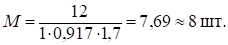 M = 12 / (1·0,917·1,7) = 7,69 ≈ 8 шт.